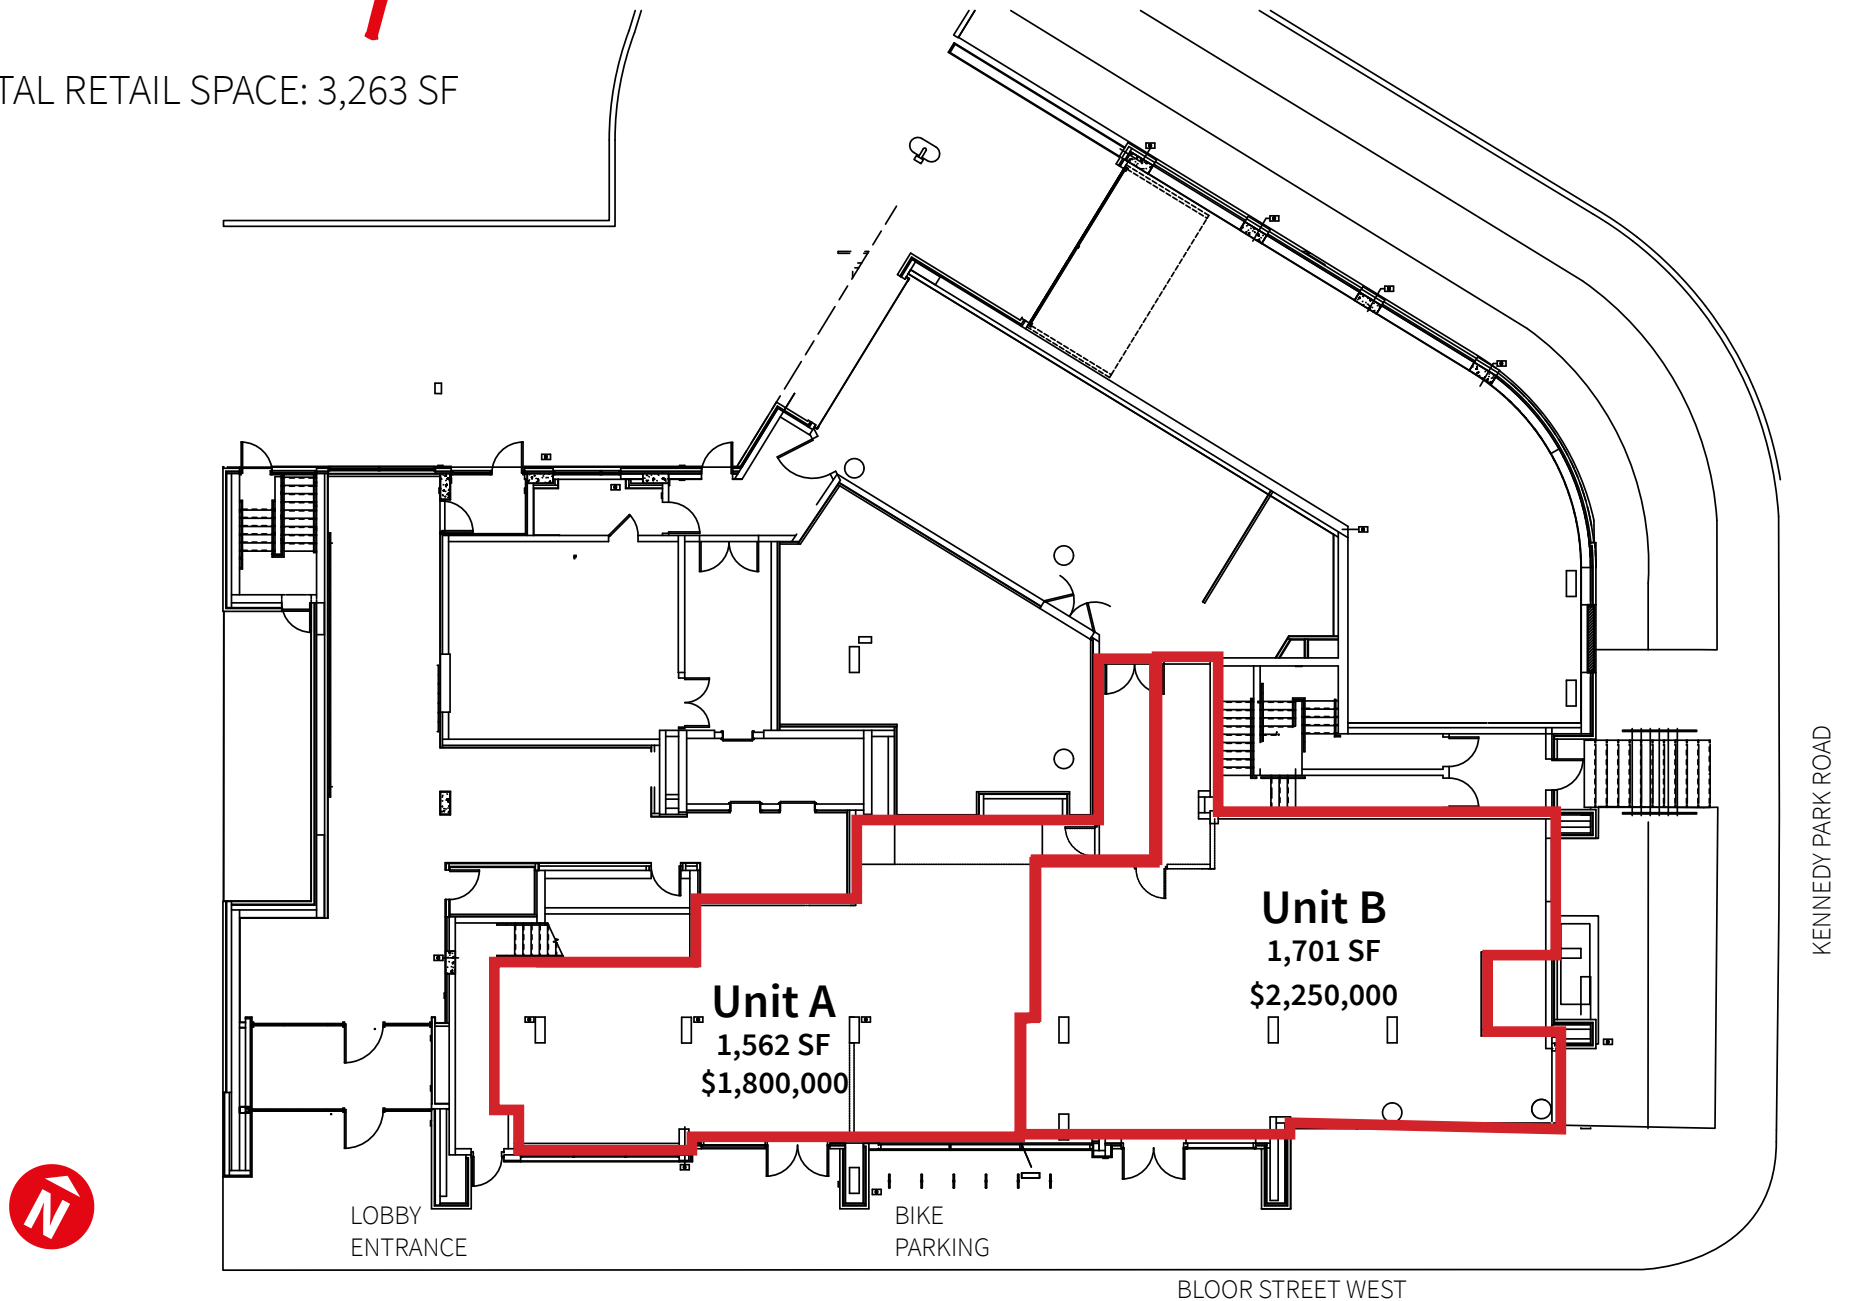 TAL RETAIL SPACE: 3,263 SF
Unit A
1,562 SF
$1,800,000
Unit B
1,701 SF
$2,250,000
KENNEDY PARK ROAD
N
LOBBY
ENTRANCE
BIKE
PARKING
BLOOR STREET WEST